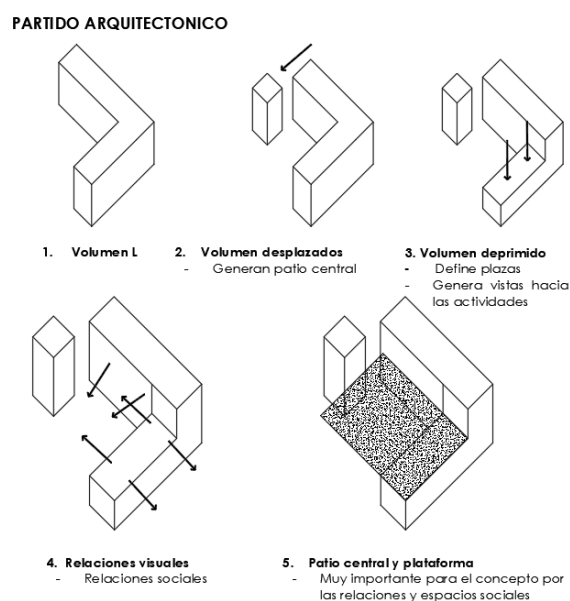 PARTIDO ARQUITECTONICO
1. Volumen L
2. Volumen desplazados
- Generan patio central
3. Volumen deprimido
- Define plazas
- Genera vistas hacia
las actividades
4. Relaciones visuales
- Relaciones sociales
5. Patio central y plataforma
- Muy importante para el concepto por
las relaciones y espacios sociales